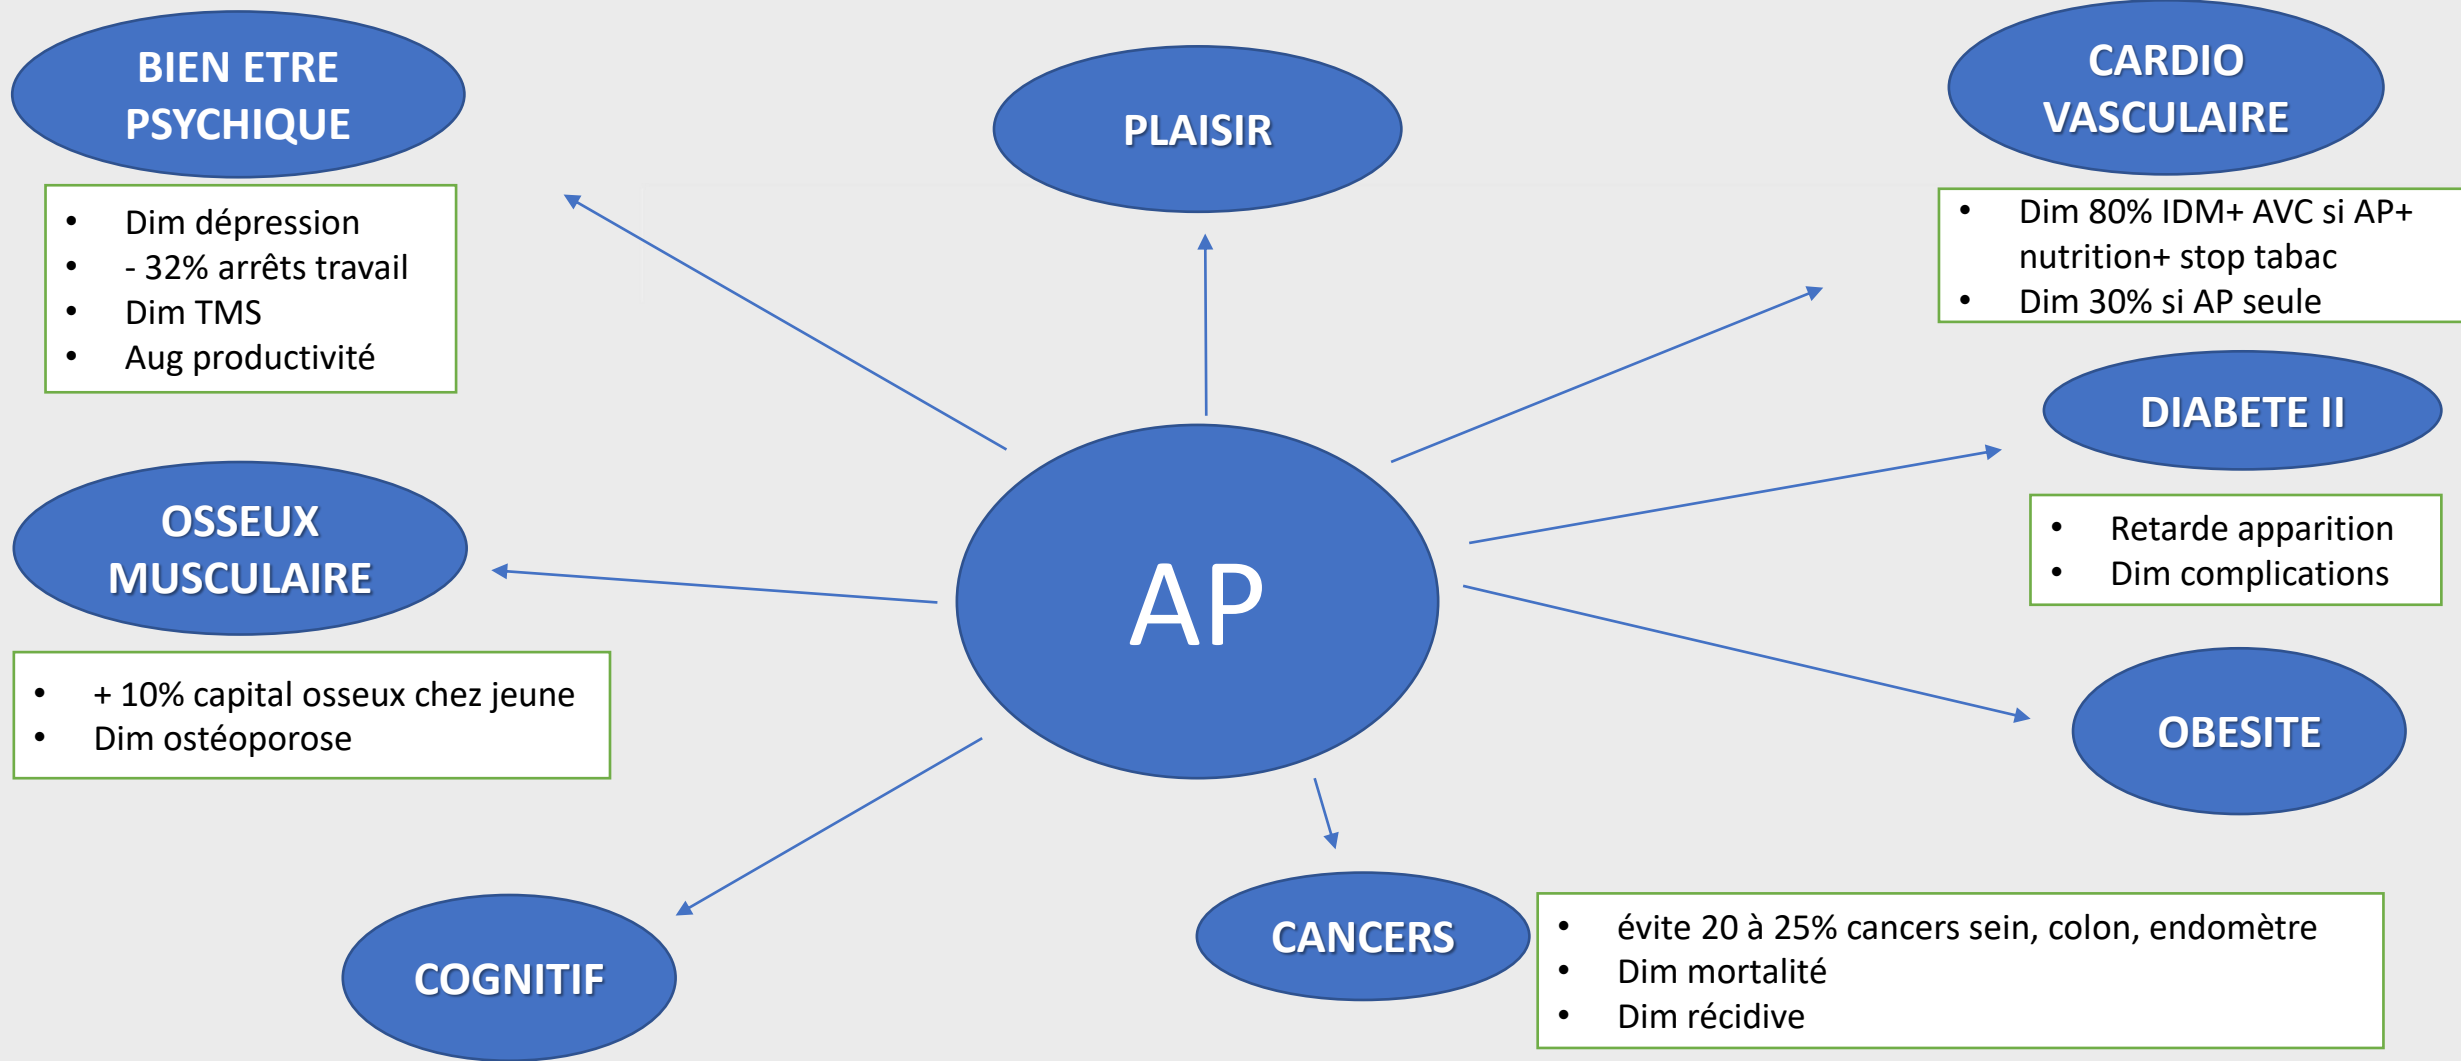 BIEN ETRE
PSYCHIQUE
• Dim dépression
• - 32% arrêts travail
• Dim TMS
• Aug productivité
PLAISIR
CARDIO
VASCULAIRE
• Dim 80% IDM+ AVC si AP+
nutrition+ stop tabac
• Dim 30% si AP seule
DIABETE II
• Retarde apparition
• Dim complications
OSSEUX
MUSCULAIRE
• + 10% capital osseux chez jeune
• Dim ostéoporose
AP
OBESITE
COGNITIF
CANCERS
• évite 20 à 25% cancers sein, colon, endomètre
• Dim mortalité
• Dim récidive